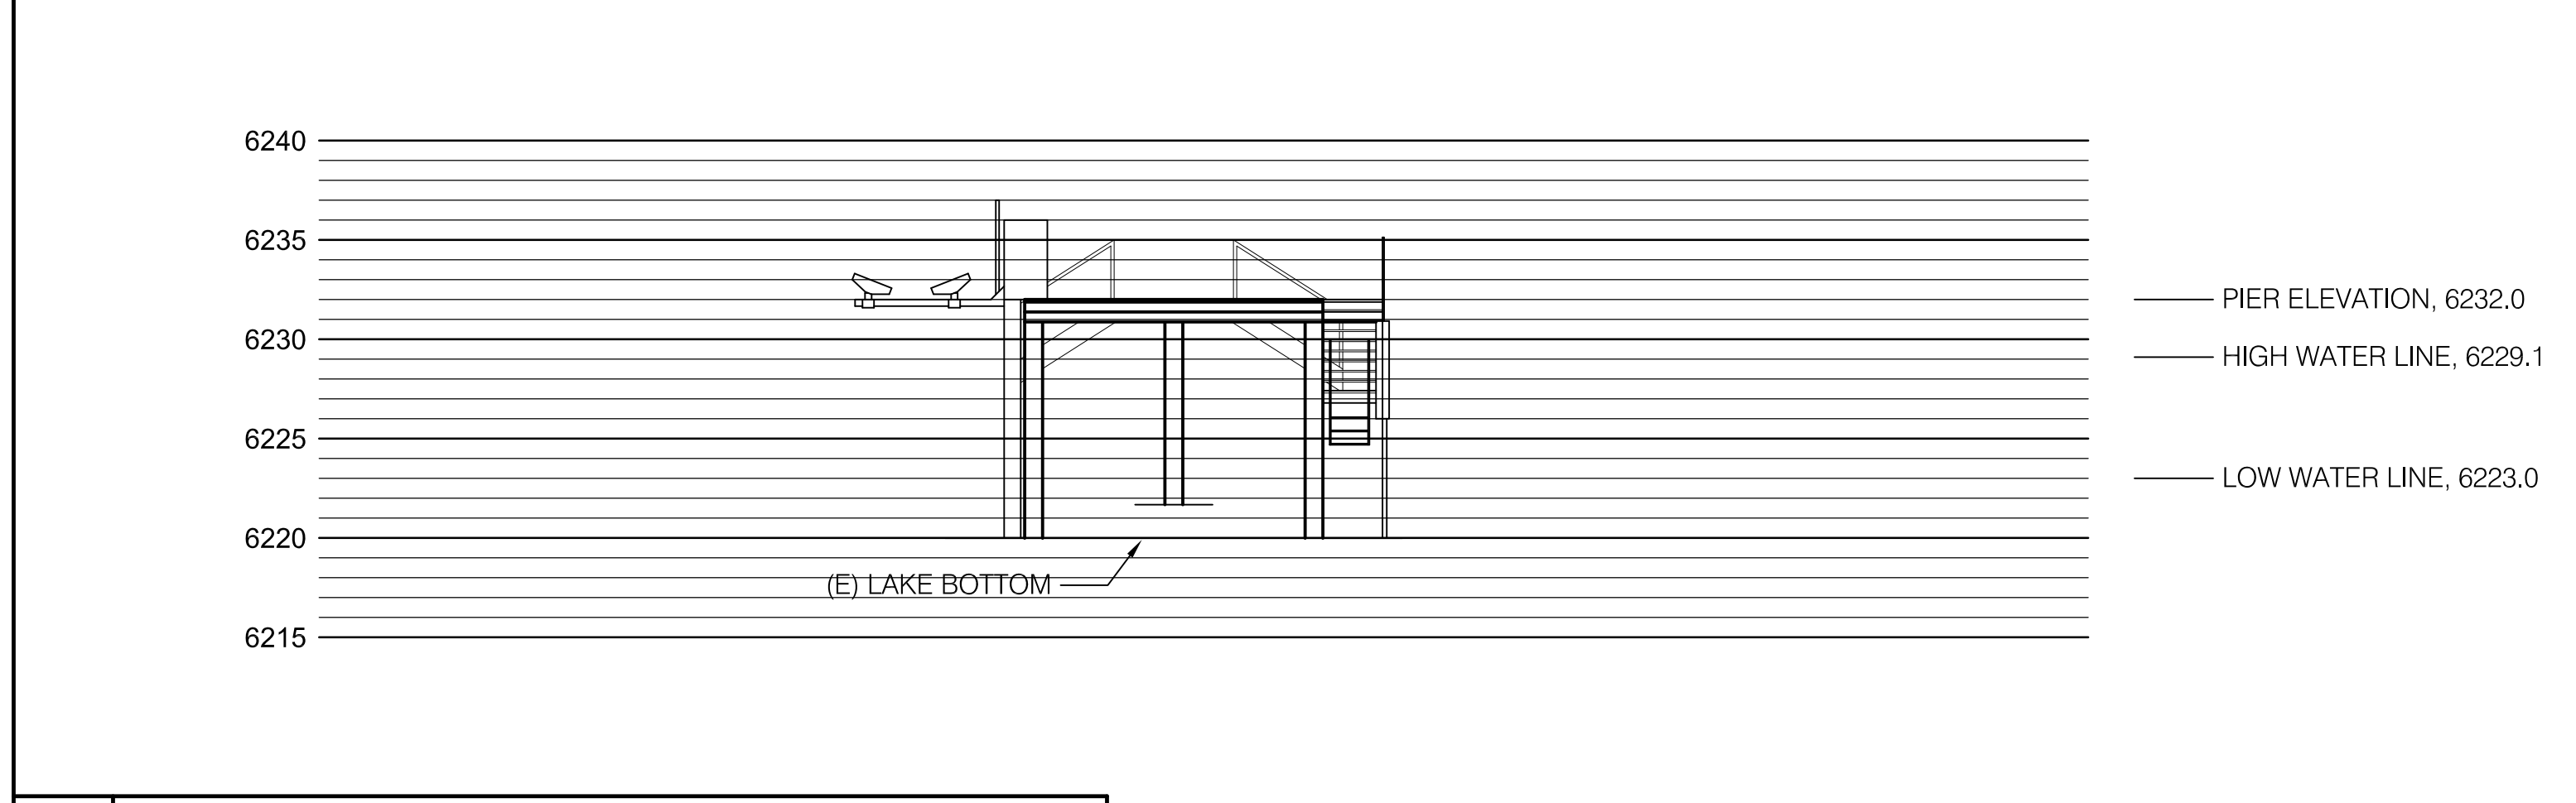 6240
6235
6230
6225
6220
6215
PIER ELEVATION, 6232.0
HIGH WATER LINE, 6229.1
LOW WATER LINE, 6223.0
(E) LAKE BOTTOM